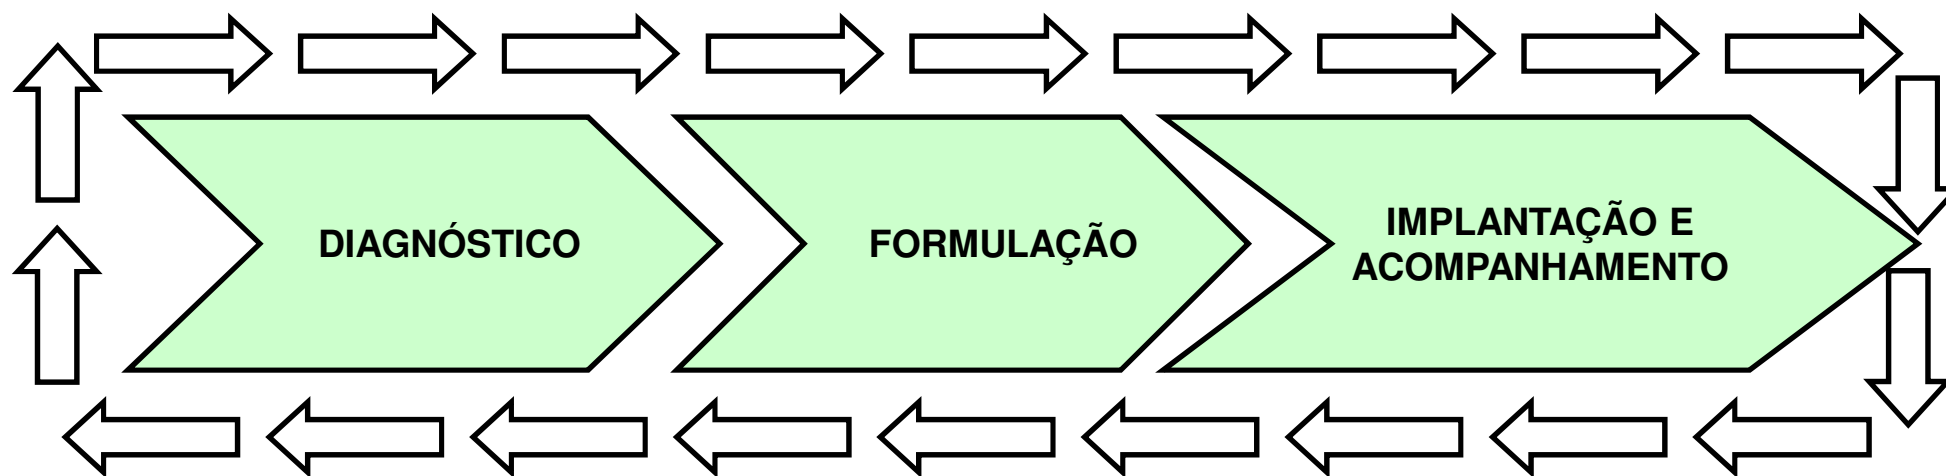 DIAGNÓSTICO
FORMULAÇÃO
IMPLANTAÇÃO E
ACOMPANHAMENTO